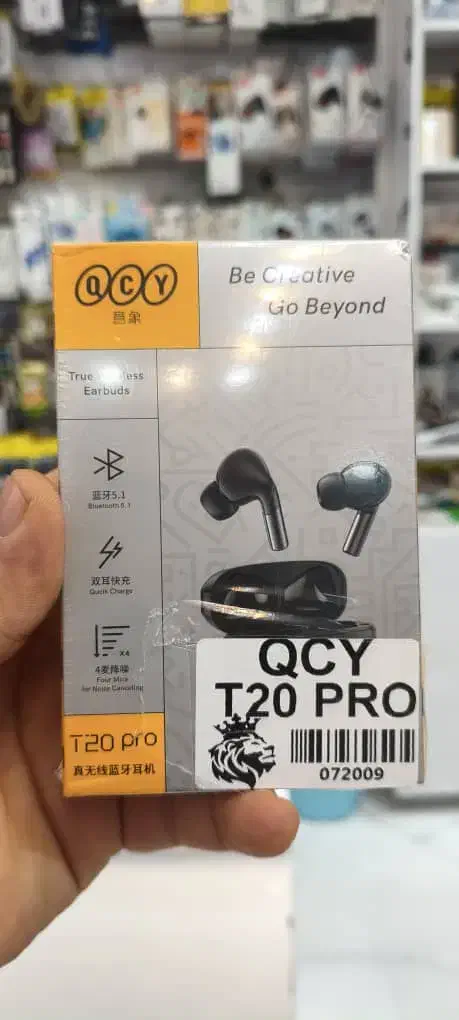 QCY
意象
Be Creative
Go Beyond
True Wireless
Earbuds
蓝牙5.1
Bluetooth 5.1
双耳快充
Quick Charge
X4
4麦降噪
Four Mics
for Noise Canceling
T20 pro
真无线蓝牙耳机
QCY
T20 PRO
072009